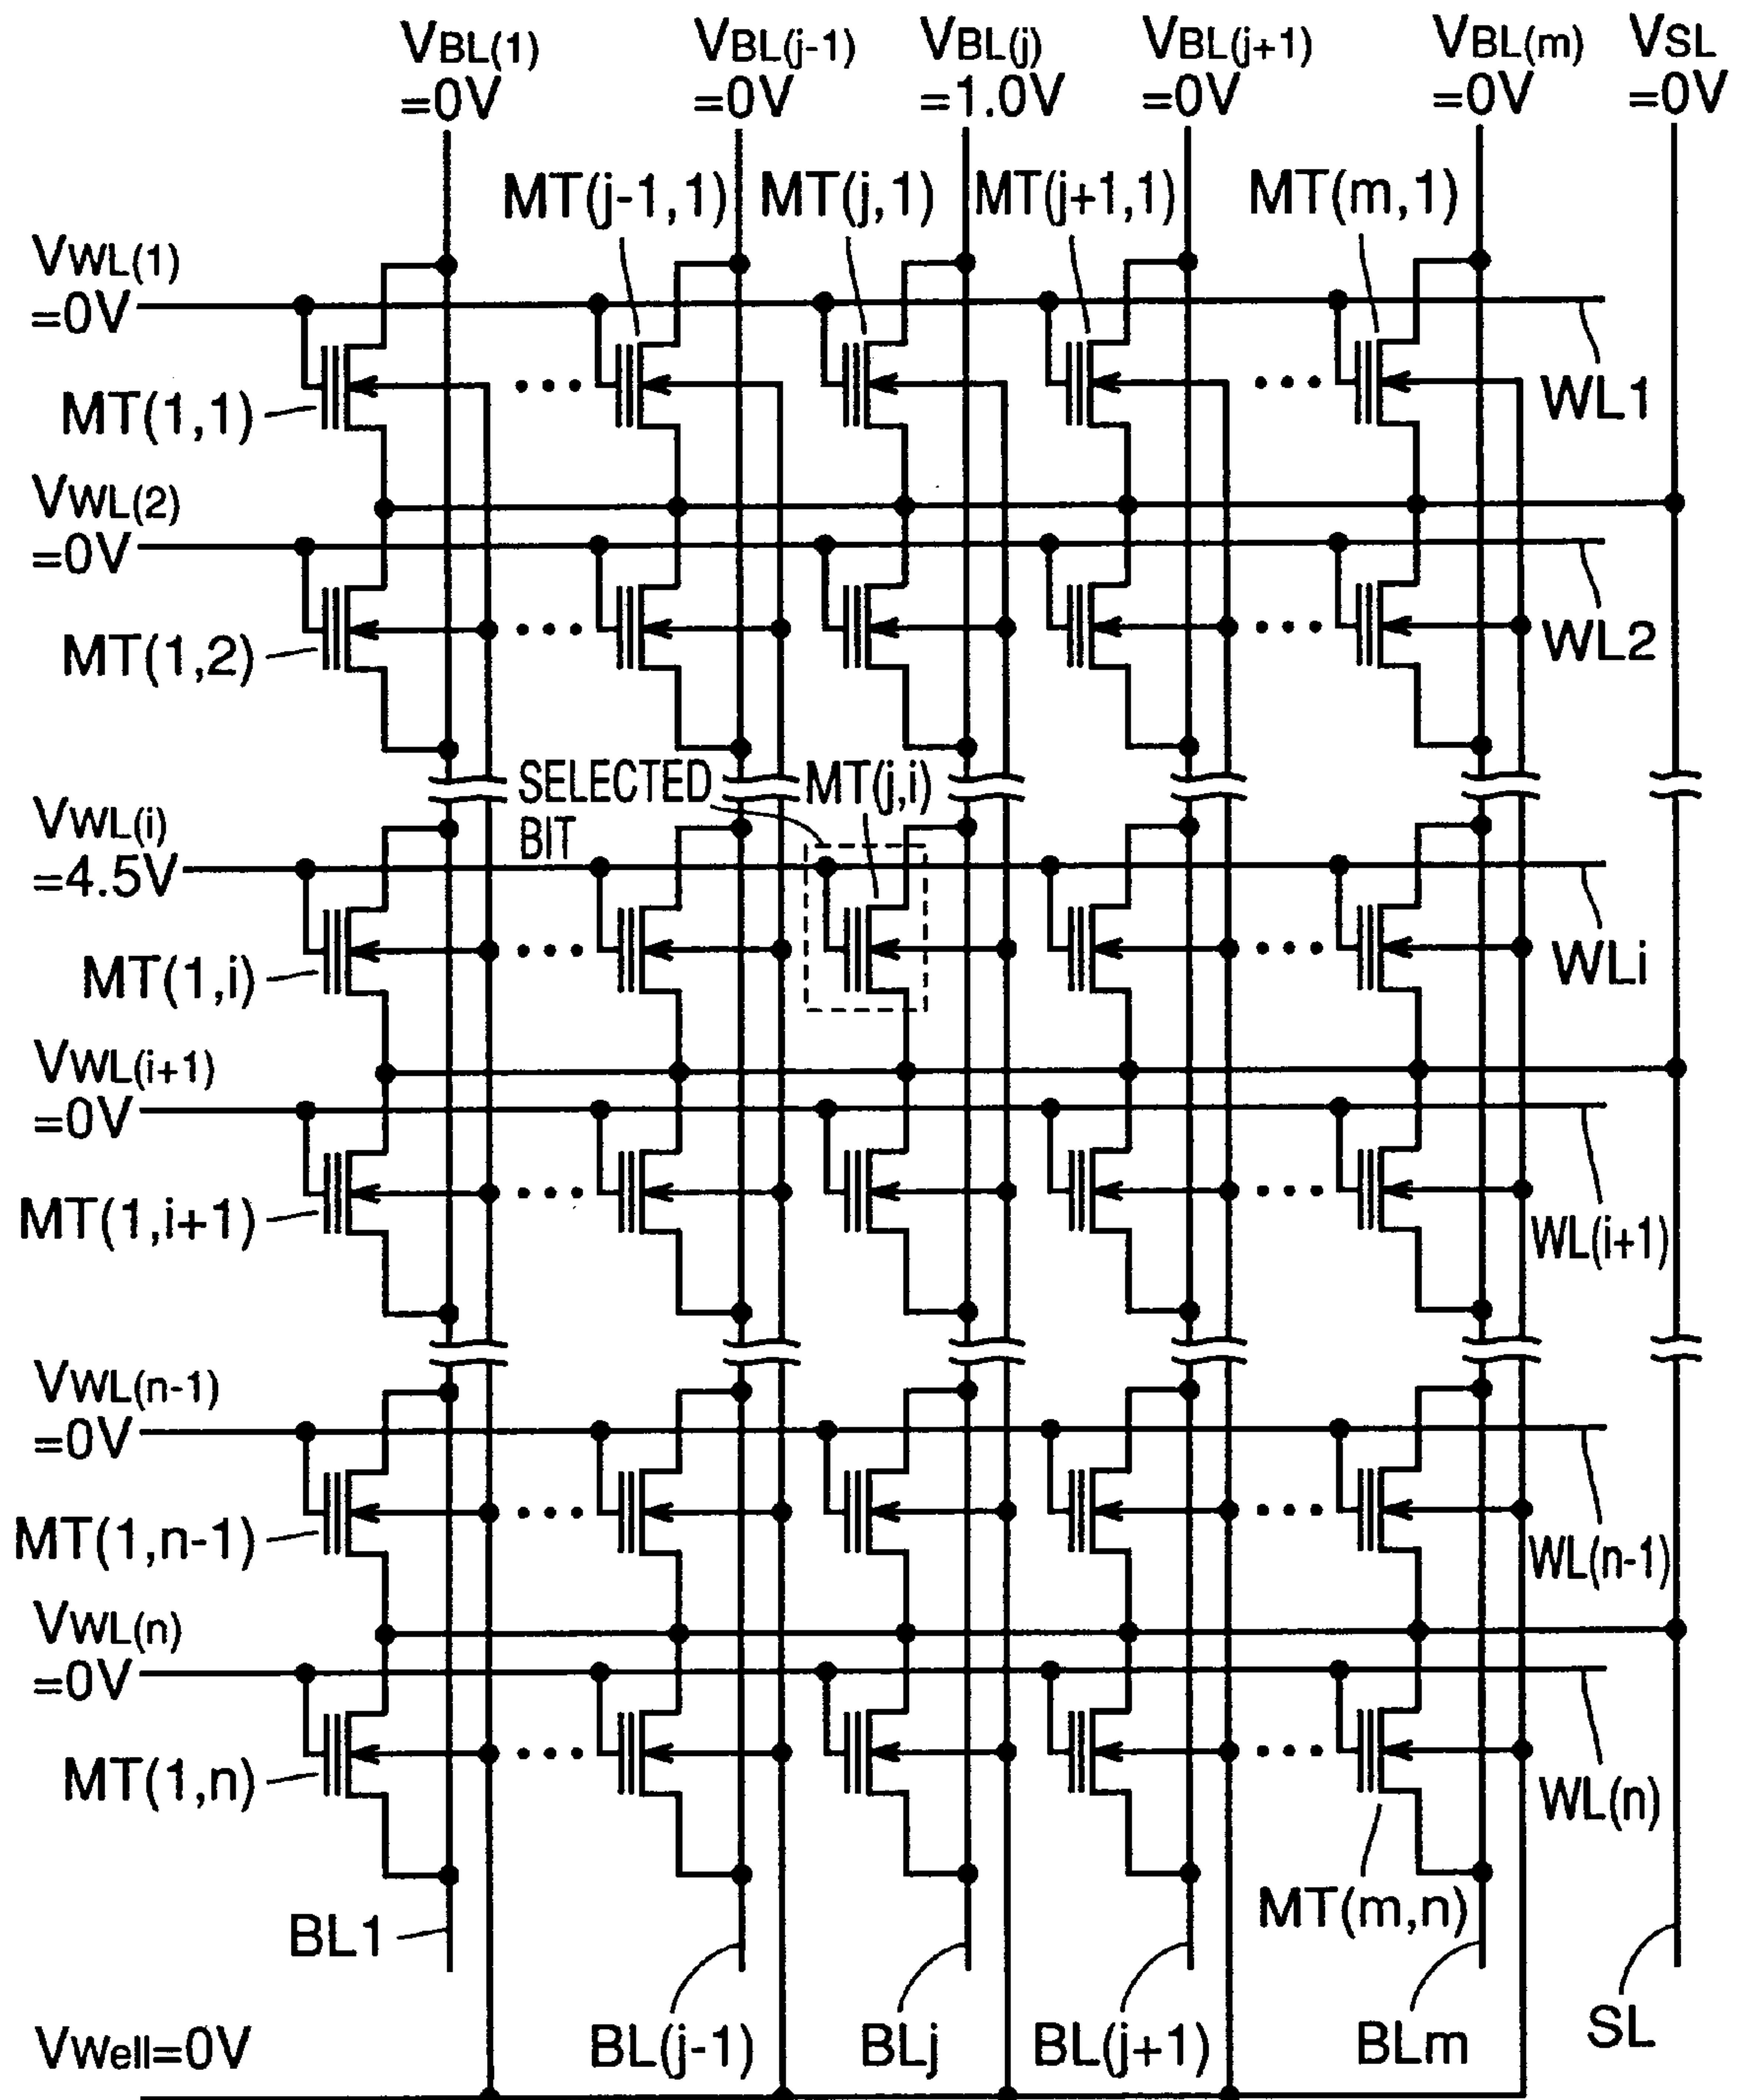 VBL(1)
=0V
VBL(j-1)
=0V
VBL(j)
=1.0V
VBL(j+1)
=0V
VBL(m)
=0V
VSL
=0V
MT(j-1,1)
MT(j,1)
MT(j+1,1)
MT(m,1)
VWL(1)
=0V
MT(1,1)
WL1
VWL(2)
=0V
MT(1,2)
WL2
SELECTED
BIT
MT(j,i)
VWL(i)
=4.5V
MT(1,i)
WLi
VWL(i+1)
=0V
MT(1,i+1)
WL(i+1)
VWL(n-1)
=0V
MT(1,n-1)
WL(n-1)
VWL(n)
=0V
MT(1,n)
WL(n)
MT(m,n)
BL1
BL(j-1)
BLj
BL(j+1)
BLm
SL
VWell=0V